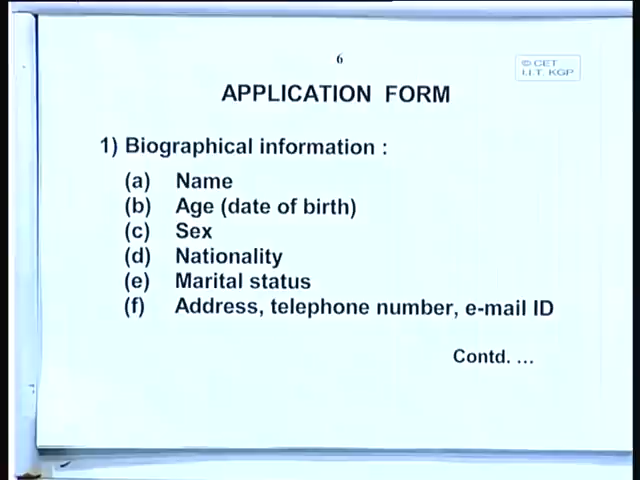 6
© CET
I.I.T. KGP
APPLICATION FORM
1) Biographical information :
(a) Name
(b) Age (date of birth)
(c) Sex
(d) Nationality
(e) Marital status
(f) Address, telephone number, e-mail ID
Contd. ...